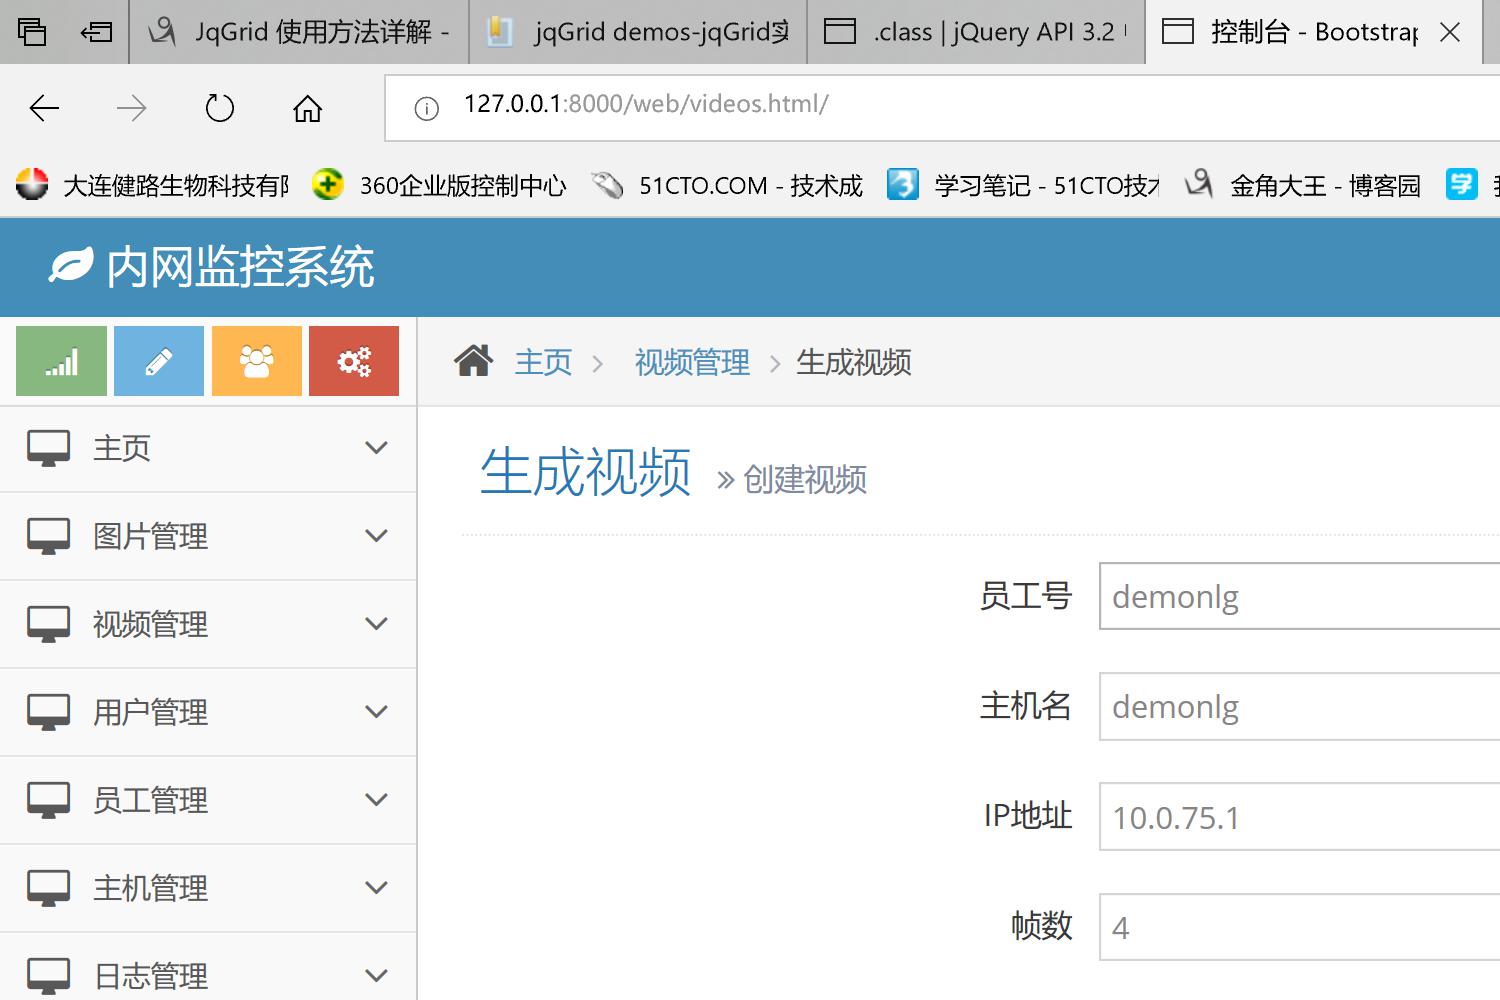 JqGrid 使用方法详解 -
jqGrid demos-jqGrid实
.class | jQuery API 3.2
控制台 - Bootstrap
127.0.0.1:8000/web/videos.html/
大连健路生物科技有限
360企业版控制中心
51CTO.COM - 技术成
学习笔记 - 51CTO技术
金角大王 - 博客园
学
内网监控系统
主页
视频管理
生成视频
生成视频 » 创建视频
主页
图片管理
视频管理
用户管理
员工管理
主机管理
日志管理
员工号 demonlg
主机名 demonlg
IP地址 10.0.75.1
帧数 4